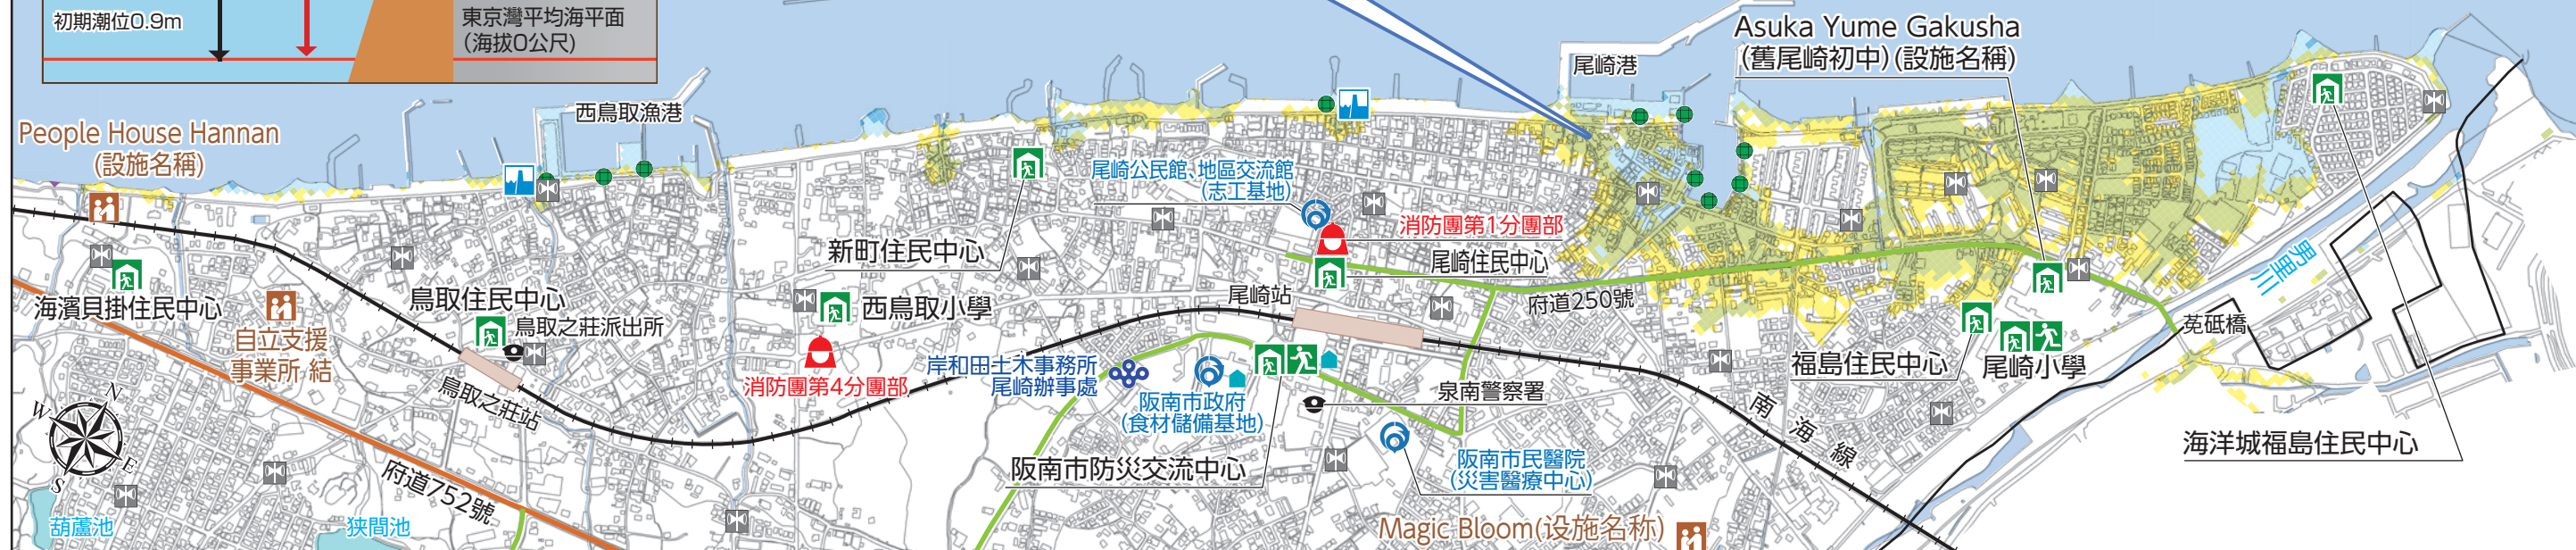 初期潮位0.9m
東京灣平均海平面
(海拔0公尺)
Asuka Yume Gakusha
(舊尾崎初中)(設施名稱)
尾崎港
西鳥取漁港
People House Hannan
(設施名稱)
尾崎公民館、地區交流館
(志工基地)
消防團第1分團部
新町住民中心
尾崎住民中心
男里川
海濱貝掛住民中心
鳥取住民中心
西鳥取小學
尾崎站
府道250號
鳥取之莊派出所
菟砥橋
自立支援
事業所 結
岸和田土木事務所
尾崎辦事處
福島住民中心
尾崎小學
消防團第4分團部
鳥取之莊站
阪南市政府
(食材儲備基地)
泉南警察署
南海線
N
W
E
S
海洋城福島住民中心
阪南市防災交流中心
阪南市民醫院
(災害醫療中心)
府道752號
葫蘆池
狹間池
Magic Bloom(设施名称)